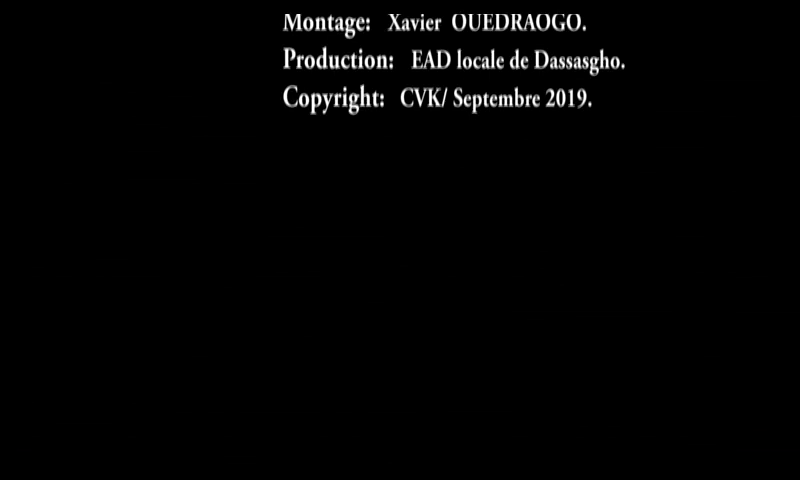 Montage: Xavier OUEDRAOGO.
Production: EAD locale de Dassasgho.
Copyright: CVK/ Septembre 2019.